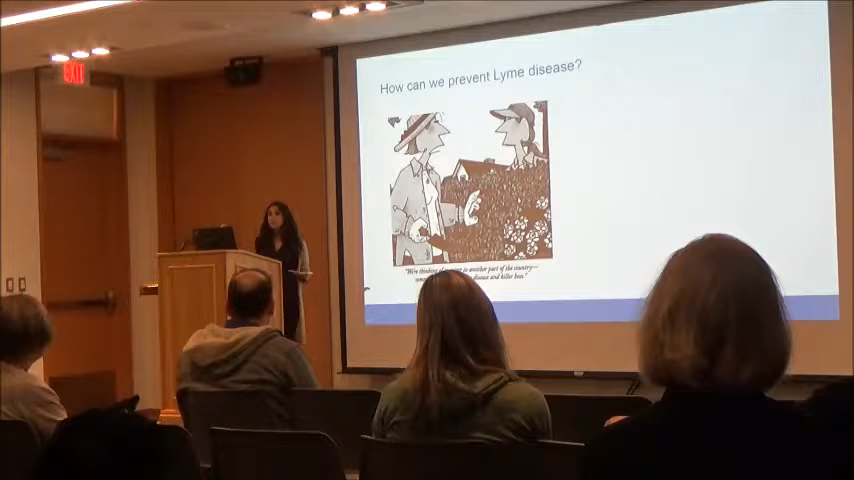 EXIT
How can we prevent Lyme disease?
"We're thinking of moving to another part of the country—
disease and killer bees."